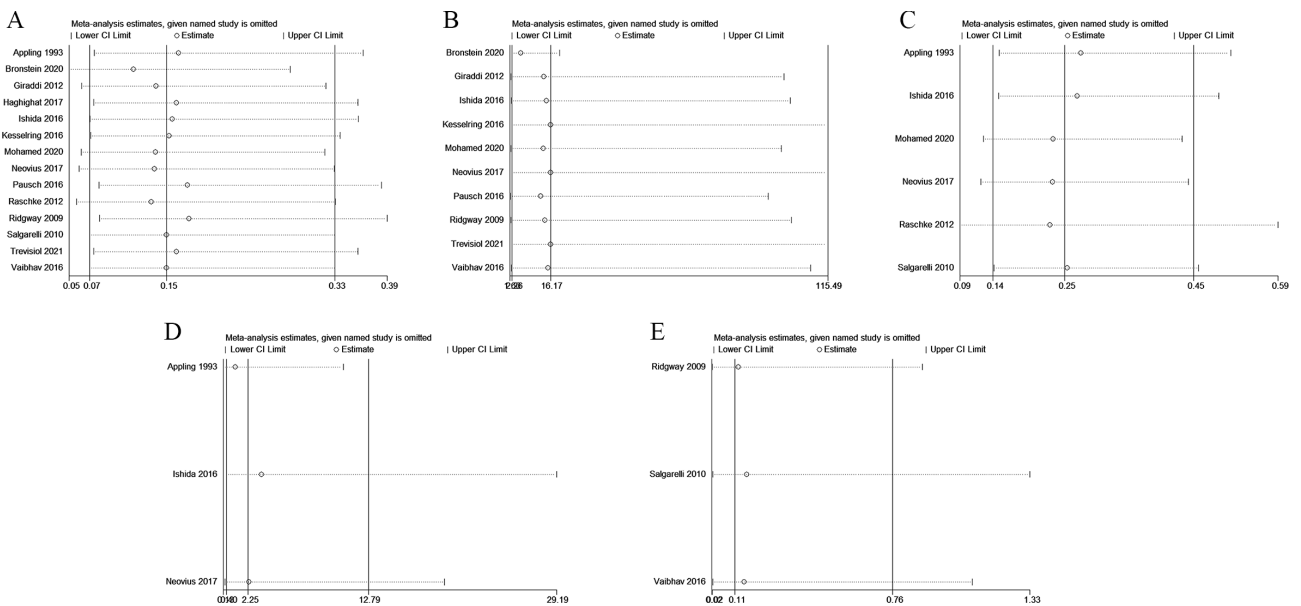 A
Meta-analysis estimates, given named study is omitted
Lower CI Limit Estimate Upper CI Limit
Appling 1993
Bronstein 2020
Giraddi 2012
Haghighat 2017
Ishida 2016
Kesselring 2016
Mohamed 2020
Neovius 2017
Pausch 2016
Raschke 2012
Ridgway 2009
Salgarelli 2010
Trevisiol 2021
Vaibhav 2016
0.05 0.07 0.15 0.33 0.39
B
Meta-analysis estimates, given named study is omitted
Lower CI Limit Estimate Upper CI Limit
Bronstein 2020
Giraddi 2012
Ishida 2016
Kesselring 2016
Mohamed 2020
Neovius 2017
Pausch 2016
Ridgway 2009
Trevisiol 2021
Vaibhav 2016
16.17 115.49
C
Meta-analysis estimates, given named study is omitted
Lower CI Limit Estimate Upper CI Limit
Appling 1993
Ishida 2016
Mohamed 2020
Neovius 2017
Raschke 2012
Salgarelli 2010
0.09 0.14 0.25 0.45 0.59
D
Meta-analysis estimates, given named study is omitted
Lower CI Limit Estimate Upper CI Limit
Appling 1993
Ishida 2016
Neovius 2017
2.25 12.79 29.19
E
Meta-analysis estimates, given named study is omitted
Lower CI Limit Estimate Upper CI Limit
Ridgway 2009
Salgarelli 2010
Vaibhav 2016
0.02 0.11 0.76 1.33